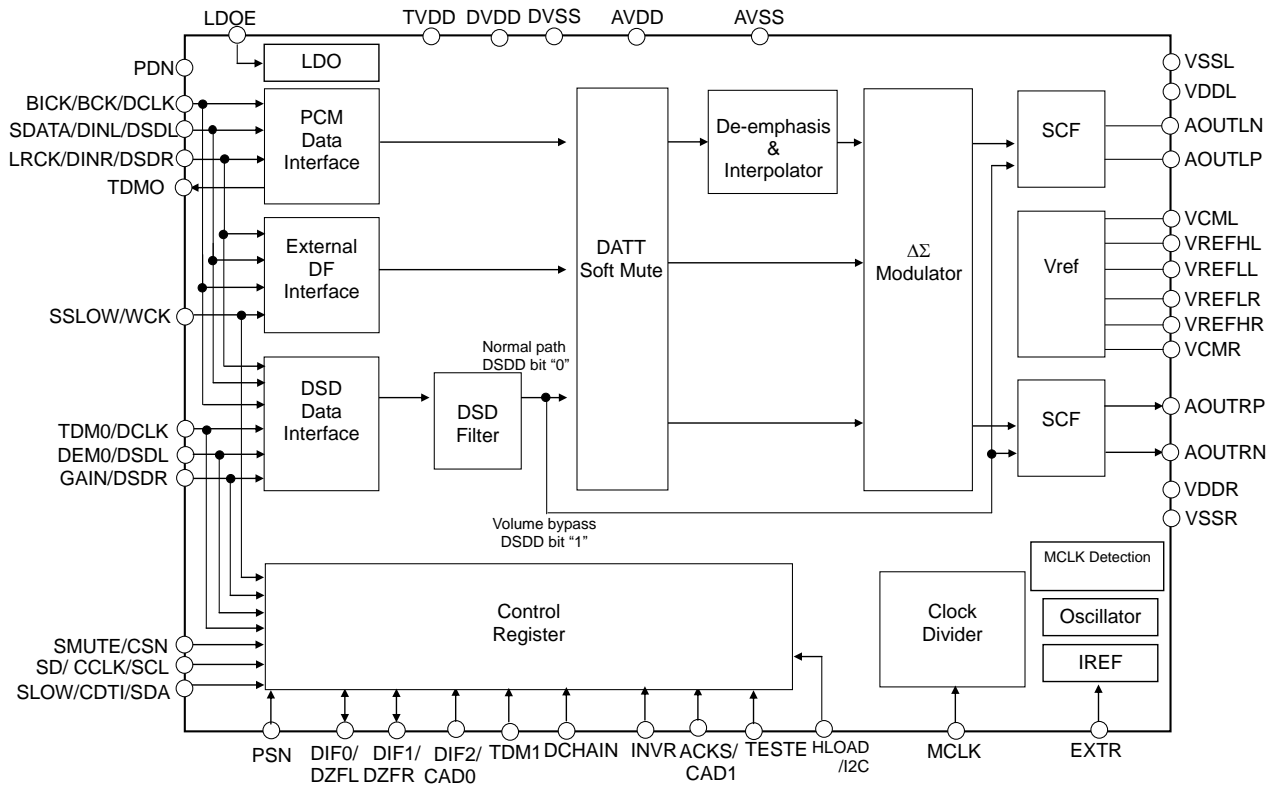 LDOE
TVDD
DVDD
DVSS
AVDD
AVSS
PDN
LDO
VSSL
VDDL
BICK/BCK/DCLK
SDATA/DINL/DSDL
LRCK/DINR/DSDR
TDMO
PCM
Data
Interface
De-emphasis
&
Interpolator
SCF
AOUTLN
AOUTLP
External
DF
Interface
DATT
Soft Mute
ΔΣ
Modulator
Vref
VCML
VREFHL
VREFLL
VREFLR
VREFHR
VCMR
SSLOW/WCK
Normal path
DSDD bit “0”
DSD
Data
Interface
DSD
Filter
SCF
AOUTRP
AOUTRN
TDM0/DCLK
DEM0/DSDL
GAIN/DSDR
VDDR
VSSR
Volume bypass
DSDD bit “1”
MCLK Detection
Control
Register
Clock
Divider
Oscillator
IREF
SMUTE/CSN
SD/ CCLK/SCL
SLOW/CDTI/SDA
PSN
DIF0/
DZFL
DIF1/
DZFR
DIF2/
CAD0
TDM1
DCHAIN
INVR
ACKS/
CAD1
TESTE
HLOAD
/I2C
MCLK
EXTR